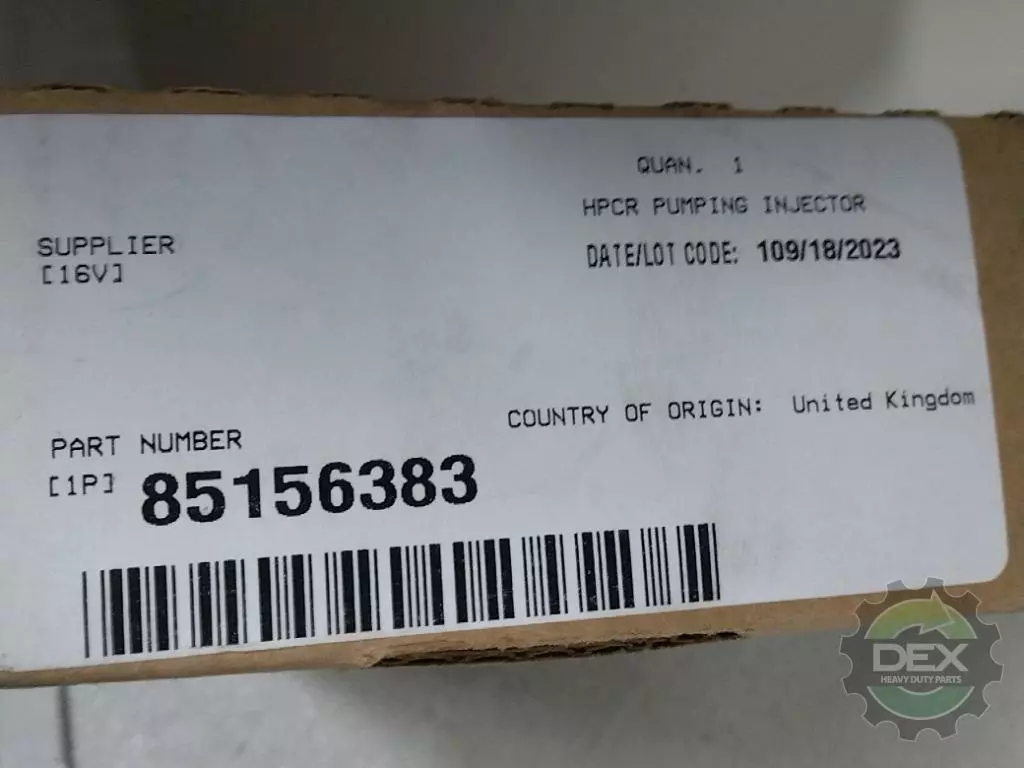 QUAN. 1
HPCR PUMPING INJECTOR
DATE/LOT CODE: 109/18/2023
SUPPLIER
[16V]
COUNTRY OF ORIGIN: United Kingdom
PART NUMBER
[1P] 85156383
DEX
HEAVY DUTY PARTS